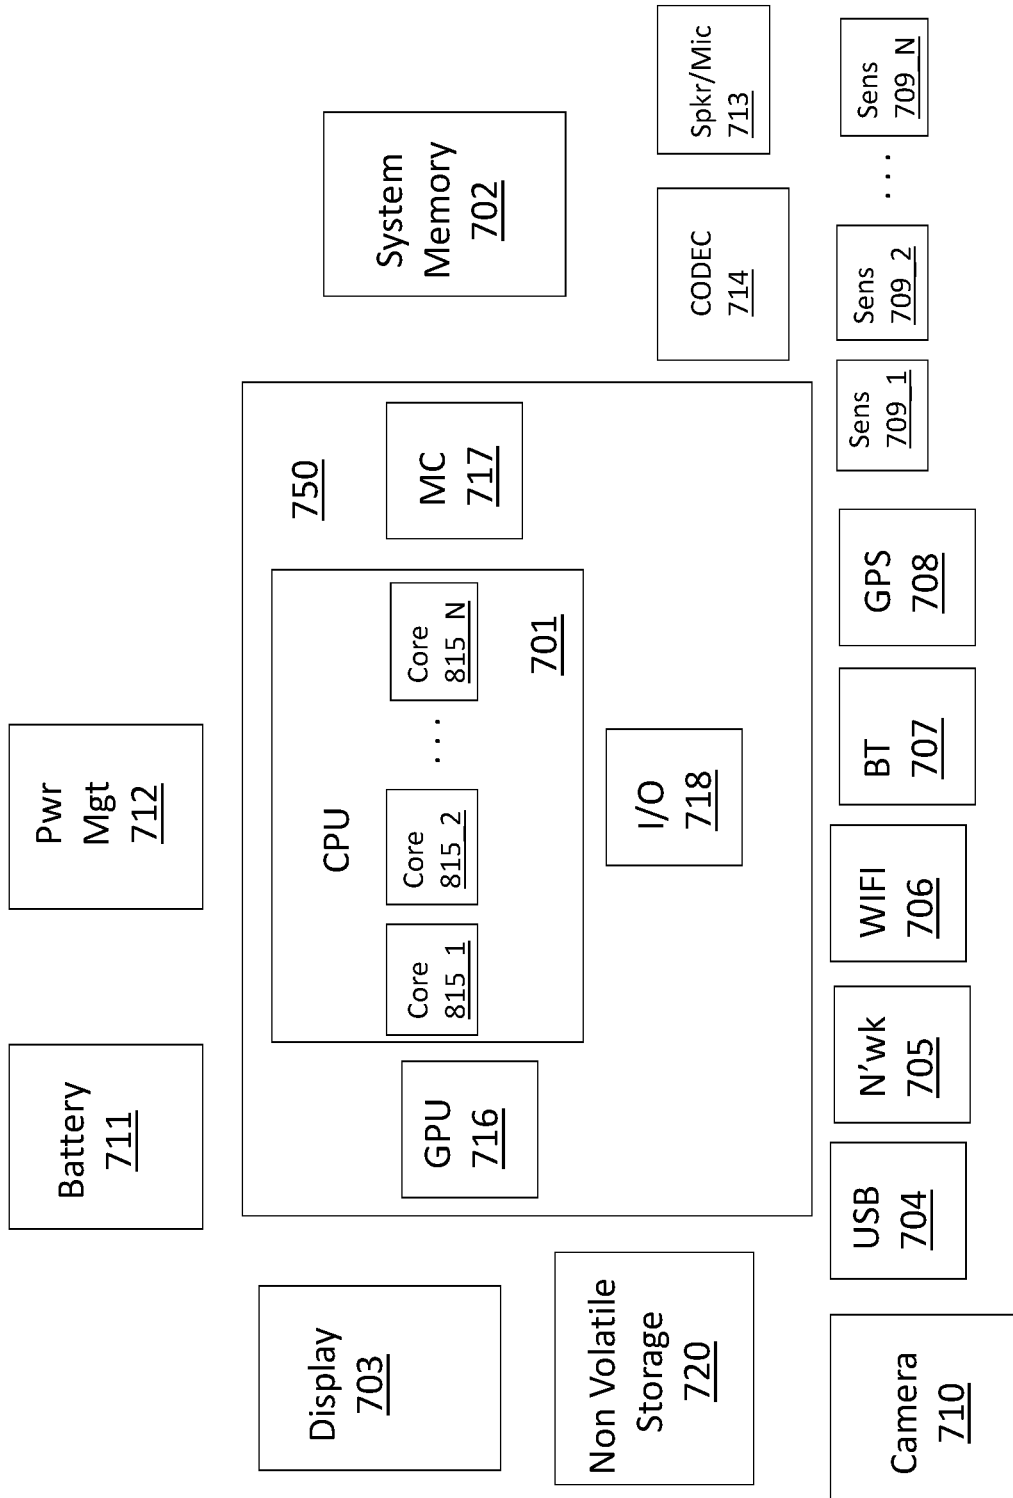 Battery
711
Pwr
Mgt
712
Display
703
Non Volatile
Storage
720
Camera
710
750
CPU
Core
815_1
Core
815_2
. . .
Core
815_N
701
GPU
716
MC
717
I/O
718
System
Memory
702
CODEC
714
Spkr/Mic
713
USB
704
N'wk
705
WIFI
706
BT
707
GPS
708
Sens
709_1
Sens
709_2
. . .
Sens
709_N